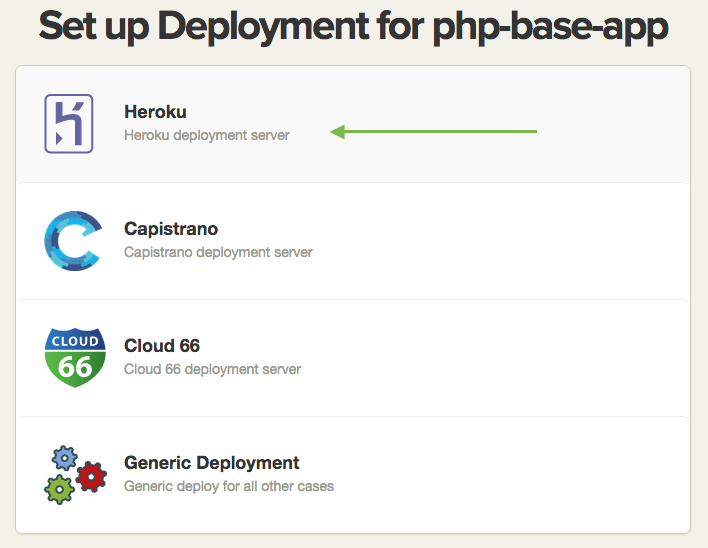 Set up Deployment for php-base-app
Heroku
Heroku deployment server
Capistrano
Capistrano deployment server
CLOUD
66
Cloud 66
Cloud 66 deployment server
Generic Deployment
Generic deploy for all other cases